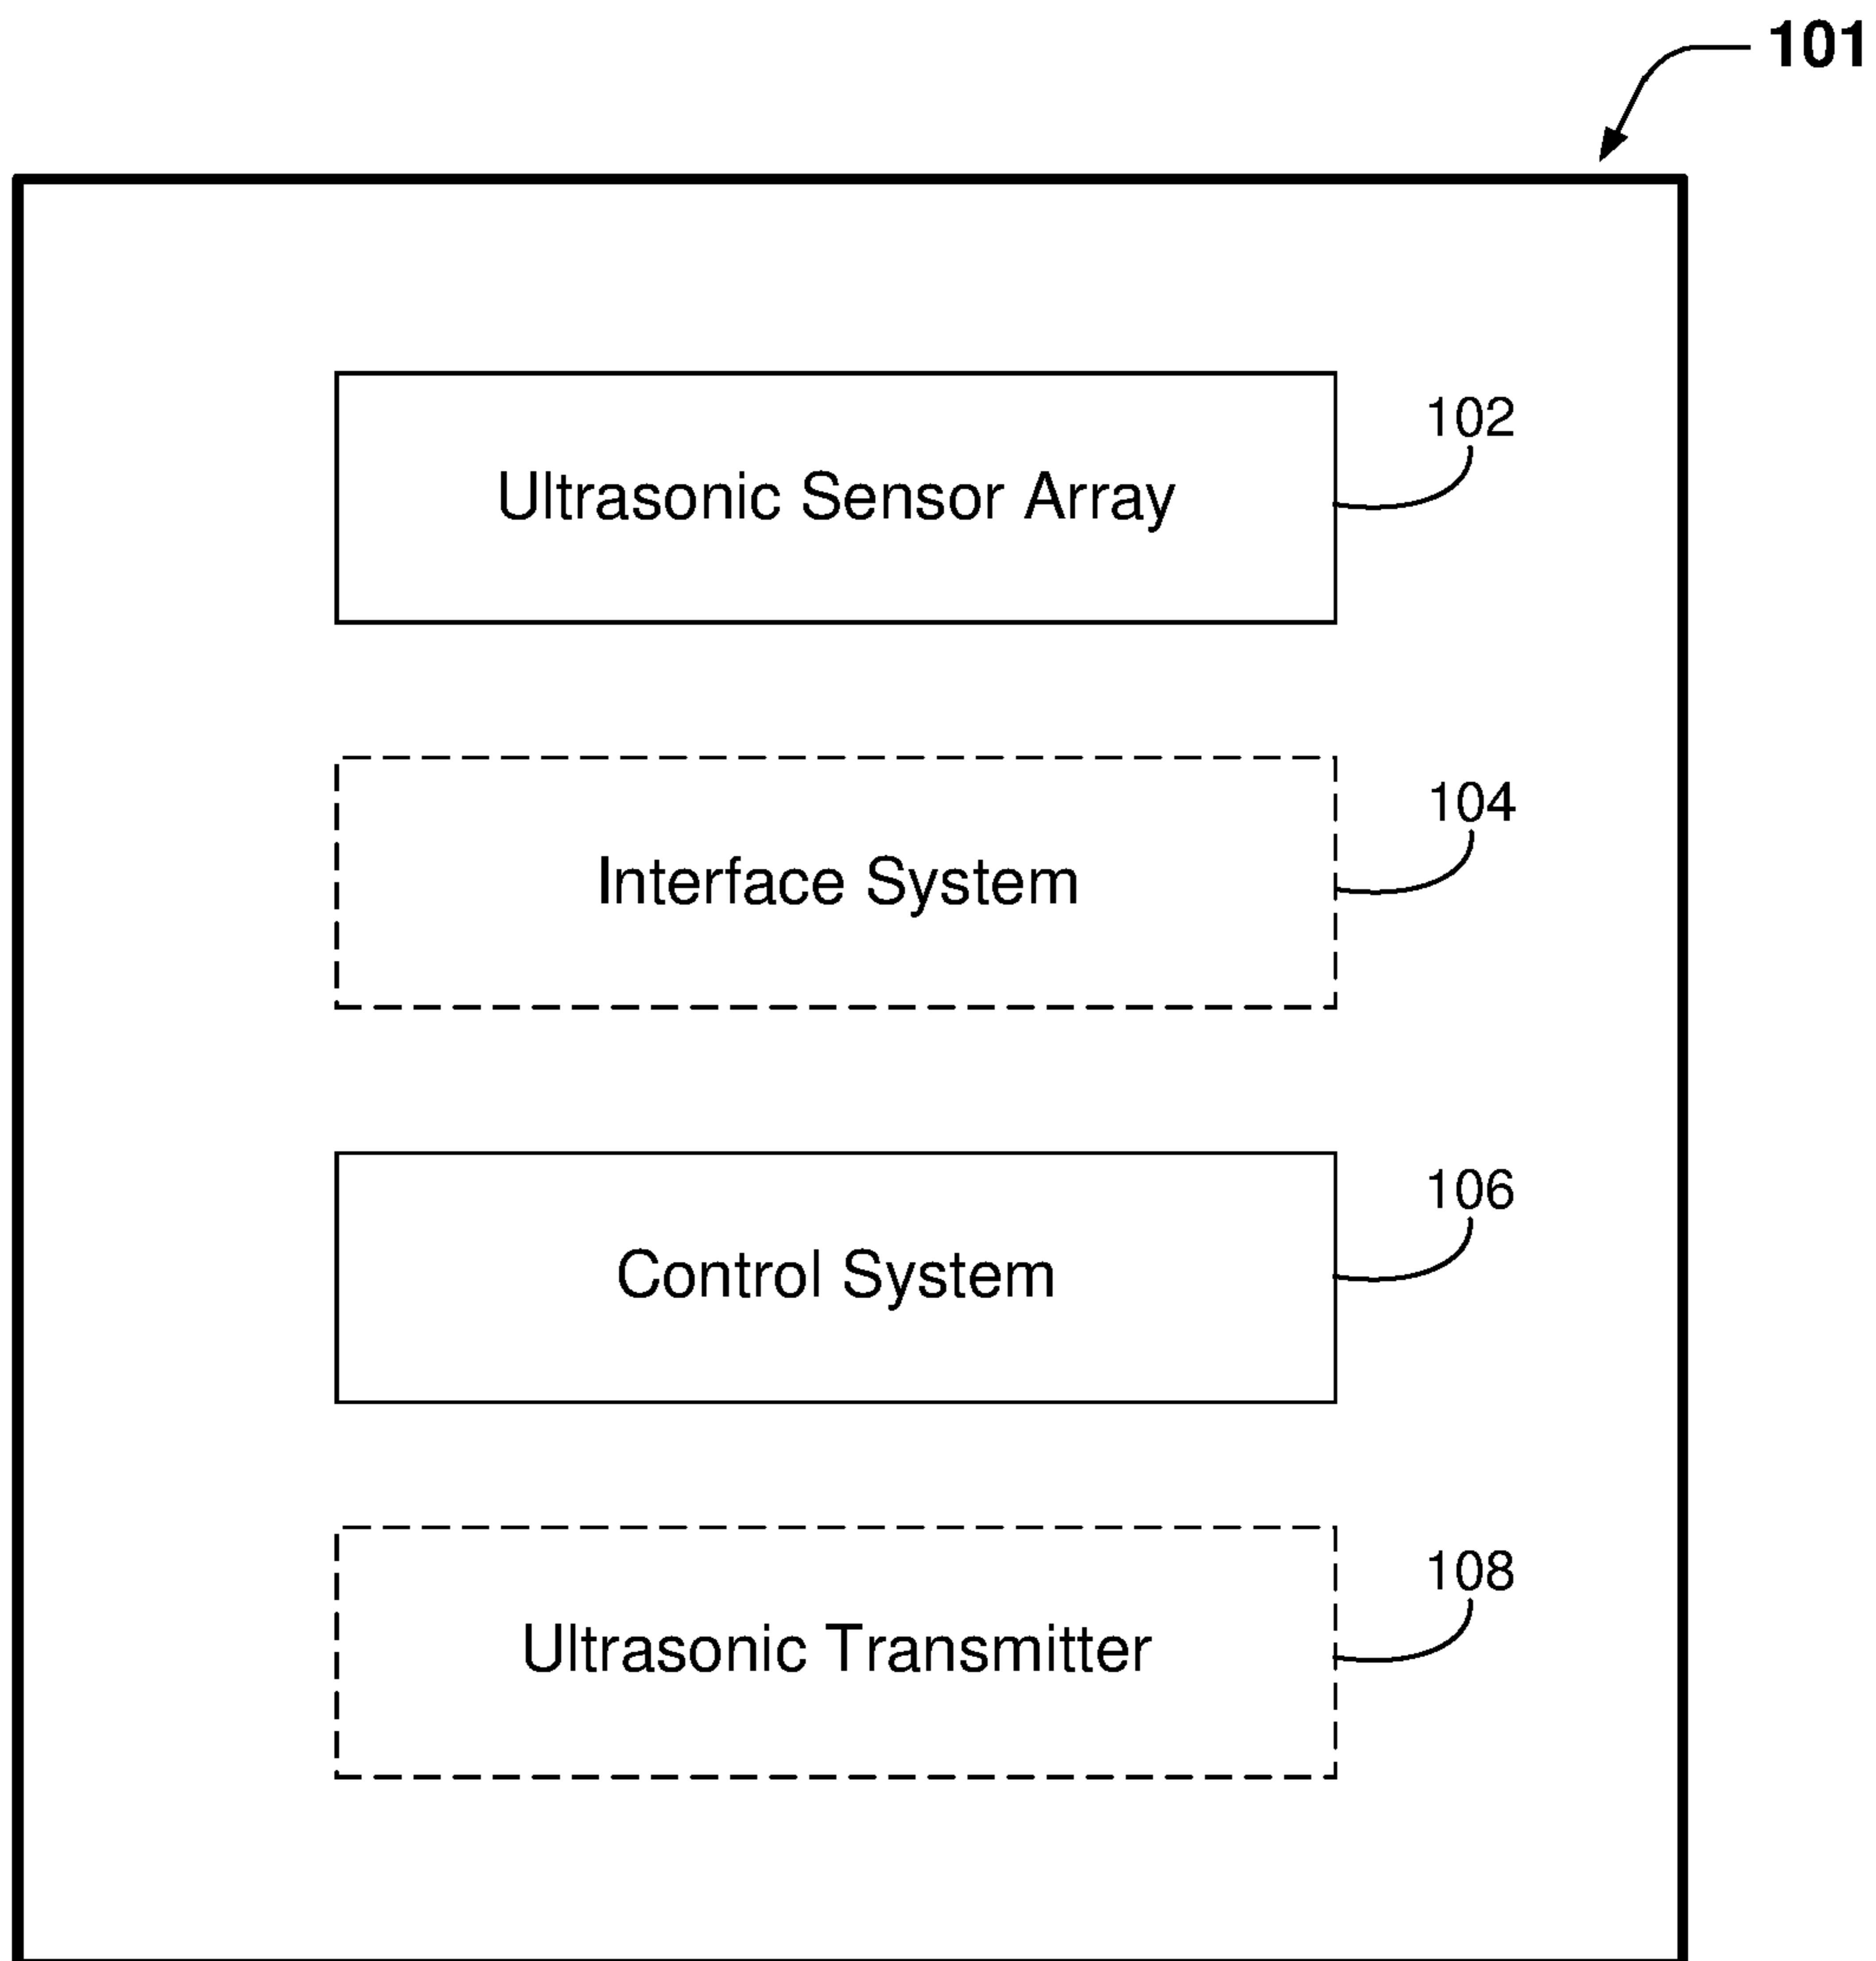 101
102
Ultrasonic Sensor Array
104
Interface System
106
Control System
108
Ultrasonic Transmitter